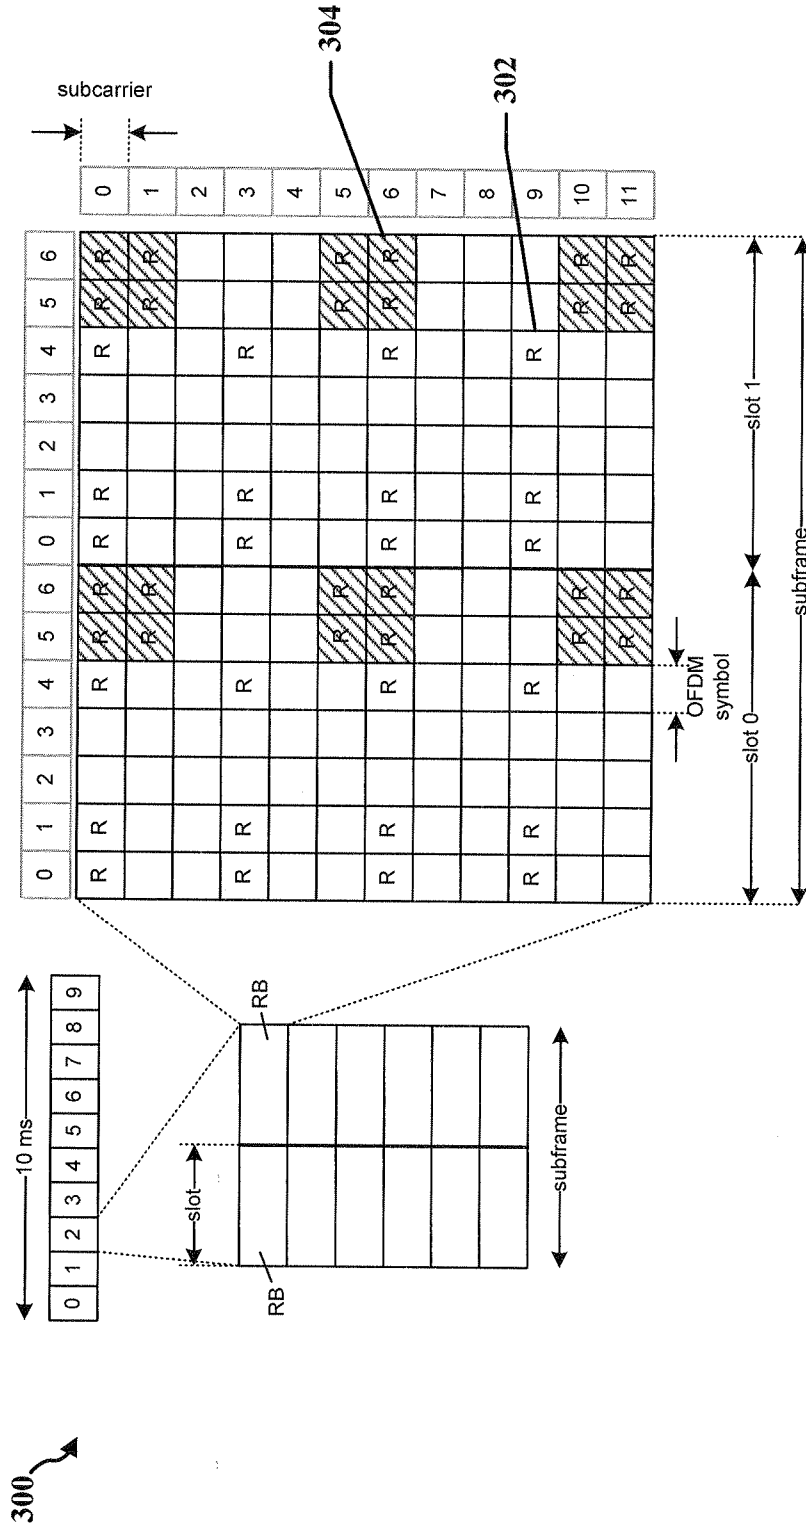 300
10 ms
0 1 2 3 4 5 6 7 8 9
slot
RB
RB
subframe
0 1 2 3 4 5 6 0 1 2 3 4 5 6
subcarrier
R R R R R R R R R R 0
R R R R 1
2
R R R R R R 3
4
R R R R 5
R R R R R R R R R R 6
7
8
R R R R R R 9
R R R R 10
R R R R 11
304
302
OFDM
symbol
slot 0
slot 1
subframe